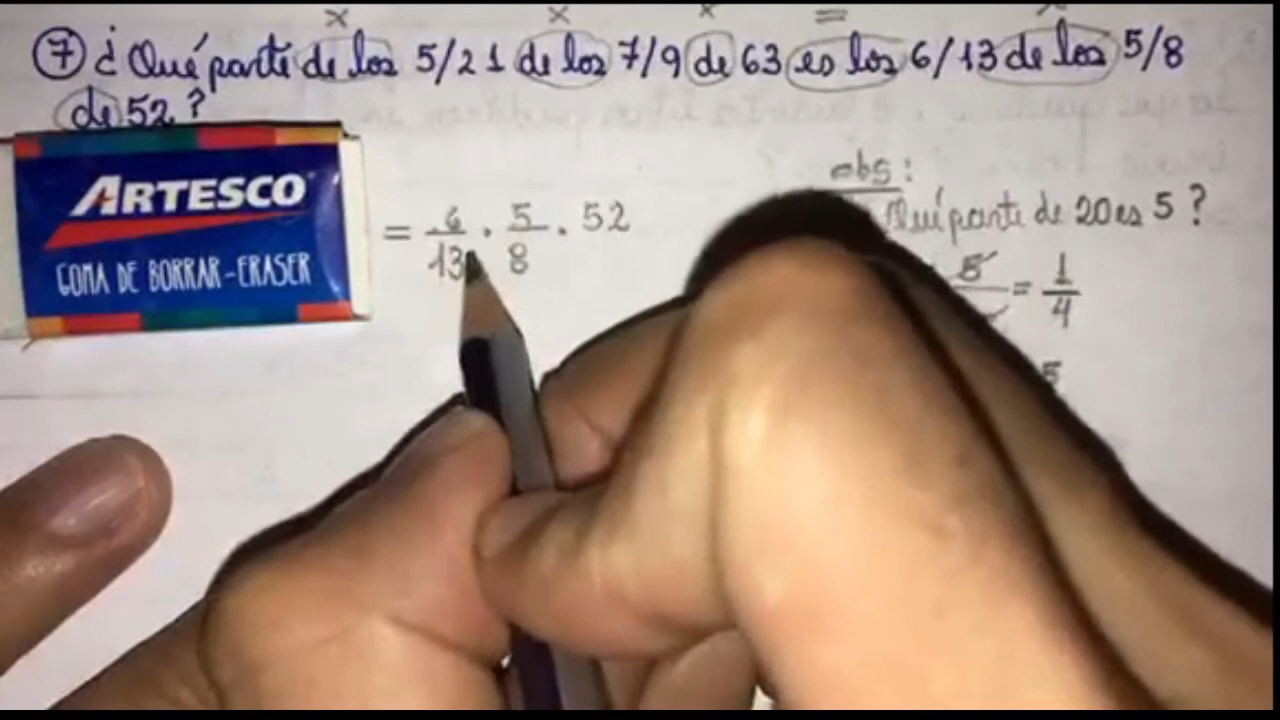 ⑦ ¿Qué parte de los 5/21 de los 7/9 de 63 es los 6/13 de los 5/8
de 52?
ARTESCO
GOMA DE BORRAR-ERASER
= 6/13 . 5/8 . 52
obs:
Qué parte de 20 es 5?
5 = 1/4
5